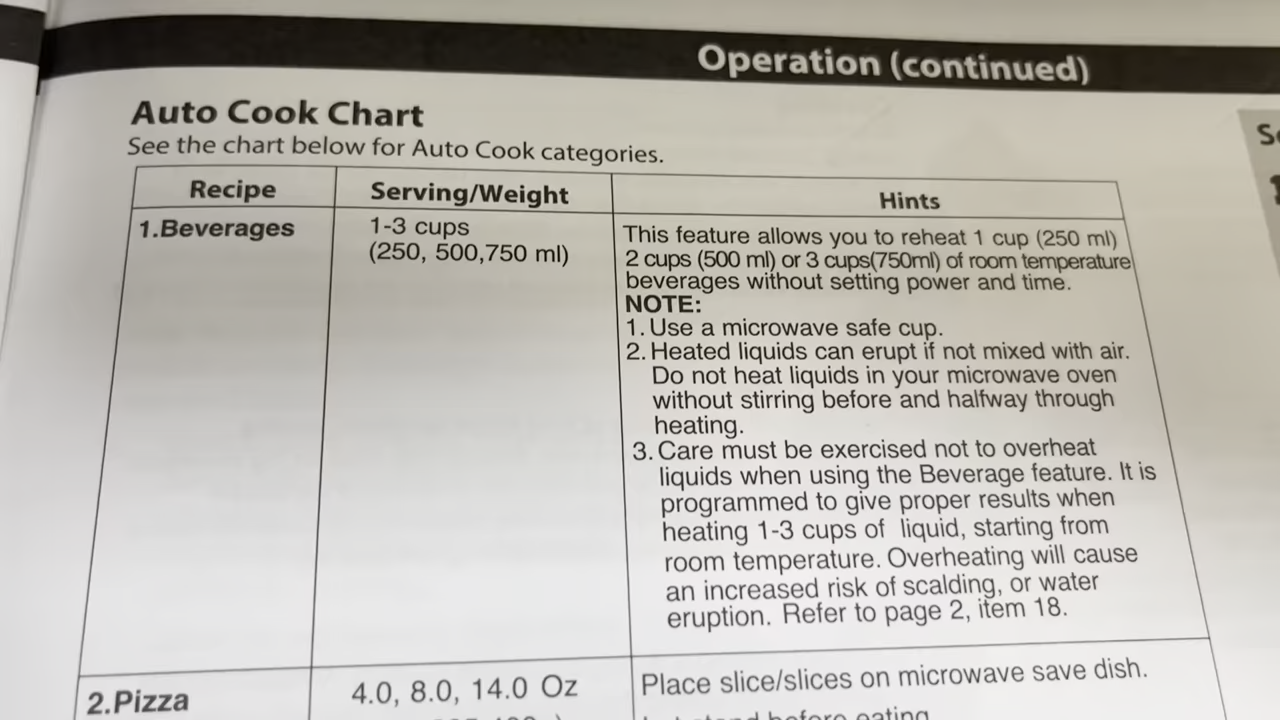 Operation (continued)
Auto Cook Chart
See the chart below for Auto Cook categories.
Recipe
Serving/Weight
Hints
1.Beverages
1-3 cups
(250, 500,750 ml)
This feature allows you to reheat 1 cup (250 ml)
2 cups (500 ml) or 3 cups(750ml) of room temperature
beverages without setting power and time.
NOTE:
1. Use a microwave safe cup.
2. Heated liquids can erupt if not mixed with air.
Do not heat liquids in your microwave oven
without stirring before and halfway through
heating.
3. Care must be exercised not to overheat
liquids when using the Beverage feature. It is
programmed to give proper results when
heating 1-3 cups of liquid, starting from
room temperature. Overheating will cause
an increased risk of scalding, or water
eruption. Refer to page 2, item 18.
2.Pizza
4.0, 8.0, 14.0 Oz
Place slice/slices on microwave save dish.
stand before eating